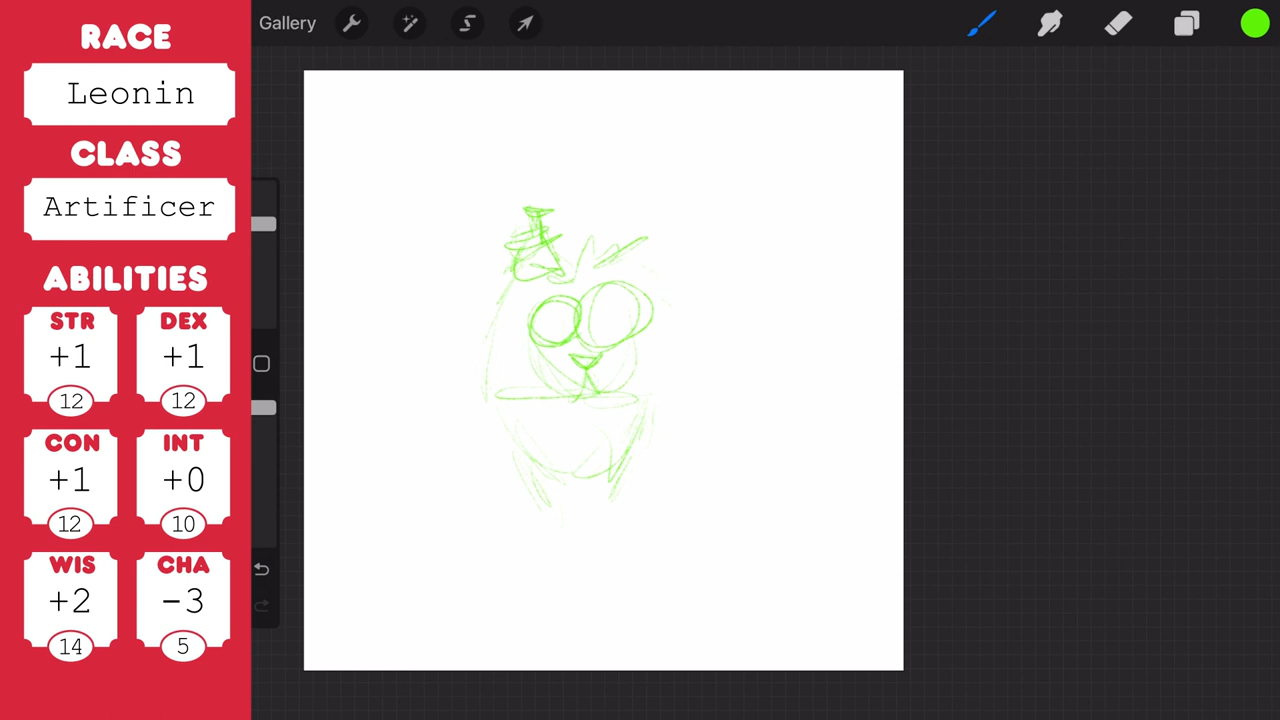 RACE
Leonin
CLASS
Artificer
ABILITIES
STR DEX
+1 +1
12 12
CON INT
+1 +0
12 10
WIS CHA
+2 -3
14 5
Gallery